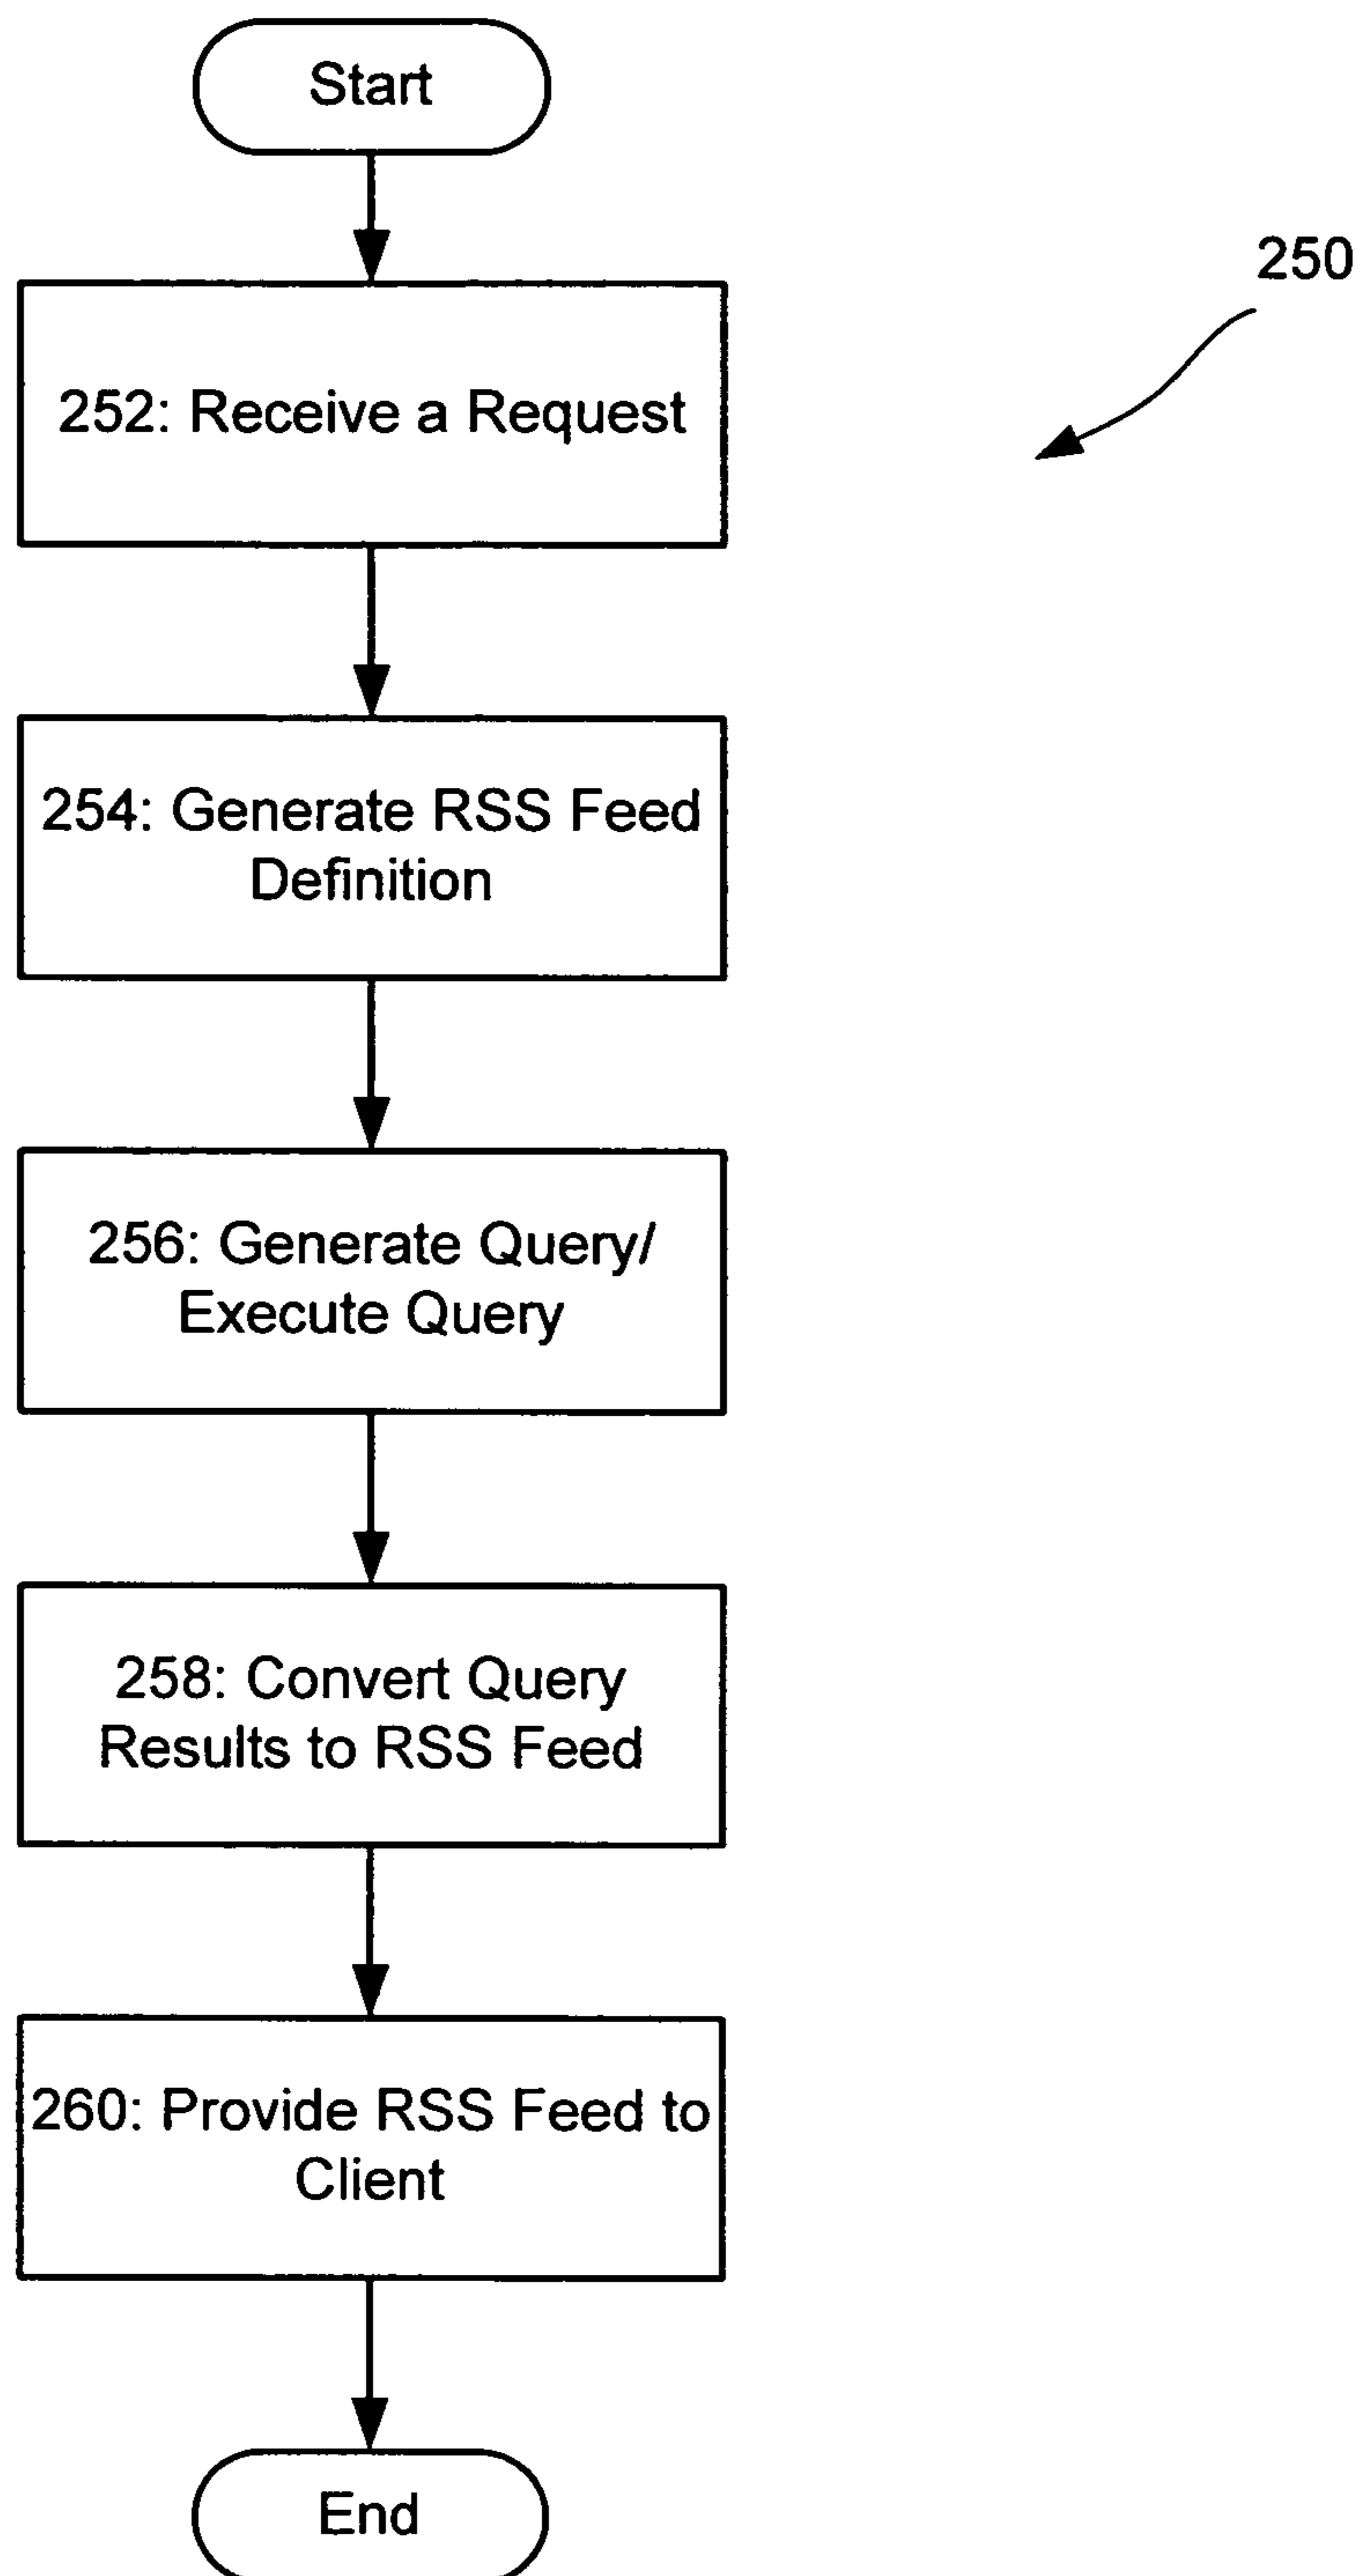 Start
250
252: Receive a Request
254: Generate RSS Feed
Definition
256: Generate Query/
Execute Query
258: Convert Query
Results to RSS Feed
260: Provide RSS Feed to
Client
End